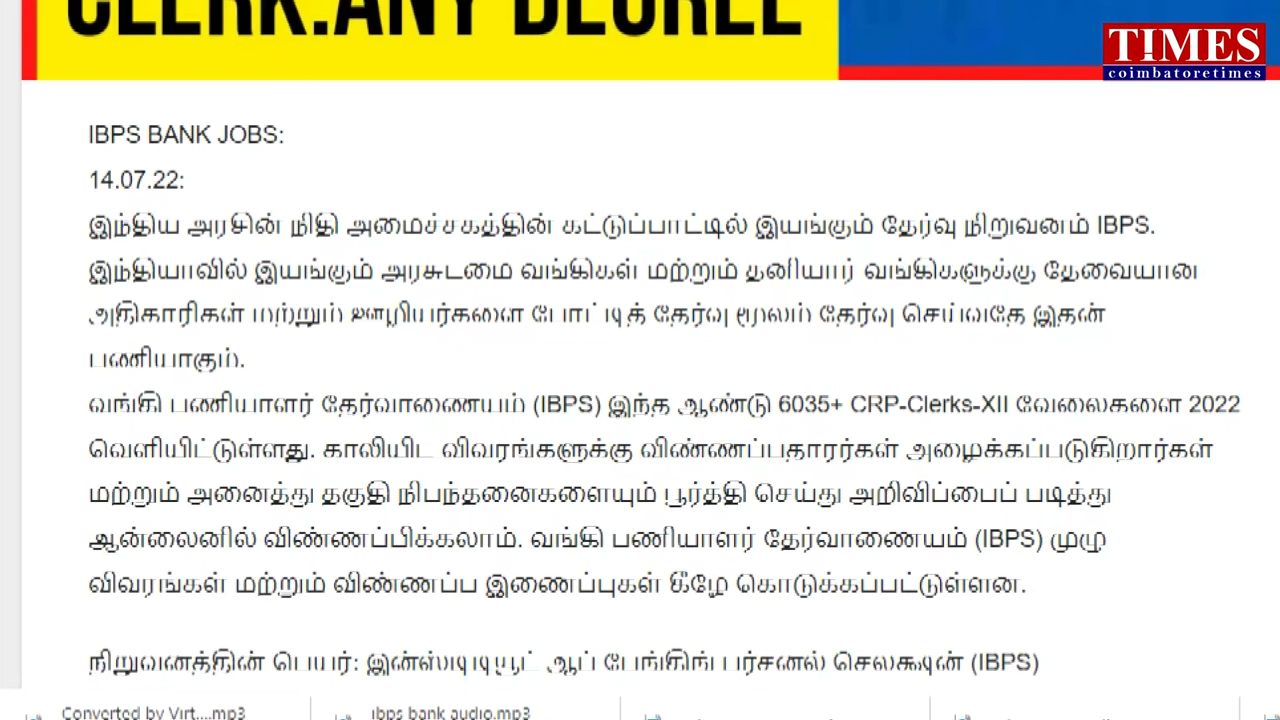 CLERK.ANY DEGREE
TIMES
coimbatoretimes
IBPS BANK JOBS:
14.07.22:
இந்திய அரசின் நிதி அமைச்சகத்தின் கட்டுப்பாட்டில் இயங்கும் தேர்வு நிறுவனம் IBPS.
இந்தியாவில் இயங்கும் அரசுடமை வங்கிகள் மற்றும் தனியார் வங்கிகளுக்கு தேவையான
அதிகாரிகள் மற்றும் ஊழியர்களை போட்டித் தேர்வு மூலம் தேர்வு செய்வதே இதன்
பணியாகும்.
வங்கி பணியாளர் தேர்வாணையம் (IBPS) இந்த ஆண்டு 6035+ CRP-Clerks-XII வேலைகளை 2022
வெளியிட்டுள்ளது. காலியிட விவரங்களுக்கு விண்ணப்பதாரர்கள் அழைக்கப்படுகிறார்கள்
மற்றும் அனைத்து தகுதி நிபந்தனைகளையும் பூர்த்தி செய்து அறிவிப்பைப் படித்து
ஆன்லைனில் விண்ணப்பிக்கலாம். வங்கி பணியாளர் தேர்வாணையம் (IBPS) முழு
விவரங்கள் மற்றும் விண்ணப்ப இணைப்புகள் கீழே கொடுக்கப்பட்டுள்ளன.
நிறுவனத்தின் பெயர்: இன்ஸ்டிடியூட் ஆப் பேங்கிங் பர்சனல் செலக்ஷன் (IBPS)
Converted by Virt....mp3
ibps bank audio.mp3